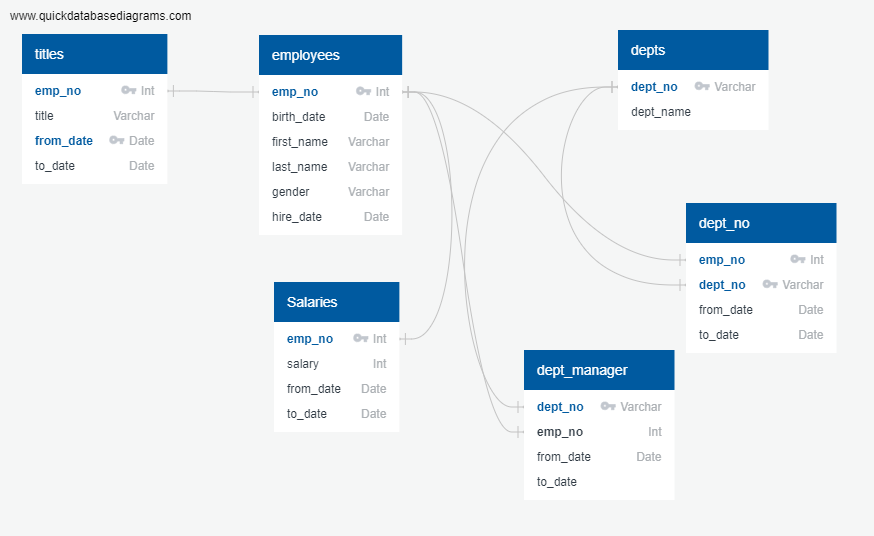 www.quickdatabasediagrams.com
titles
emp_no Int
title Varchar
from_date Date
to_date Date
employees
emp_no Int
birth_date Date
first_name Varchar
last_name Varchar
gender Varchar
hire_date Date
depts
dept_no Varchar
dept_name
dept_no
emp_no Int
dept_no Varchar
from_date Date
to_date Date
Salaries
emp_no Int
salary Int
from_date Date
to_date Date
dept_manager
dept_no Varchar
emp_no Int
from_date Date
to_date